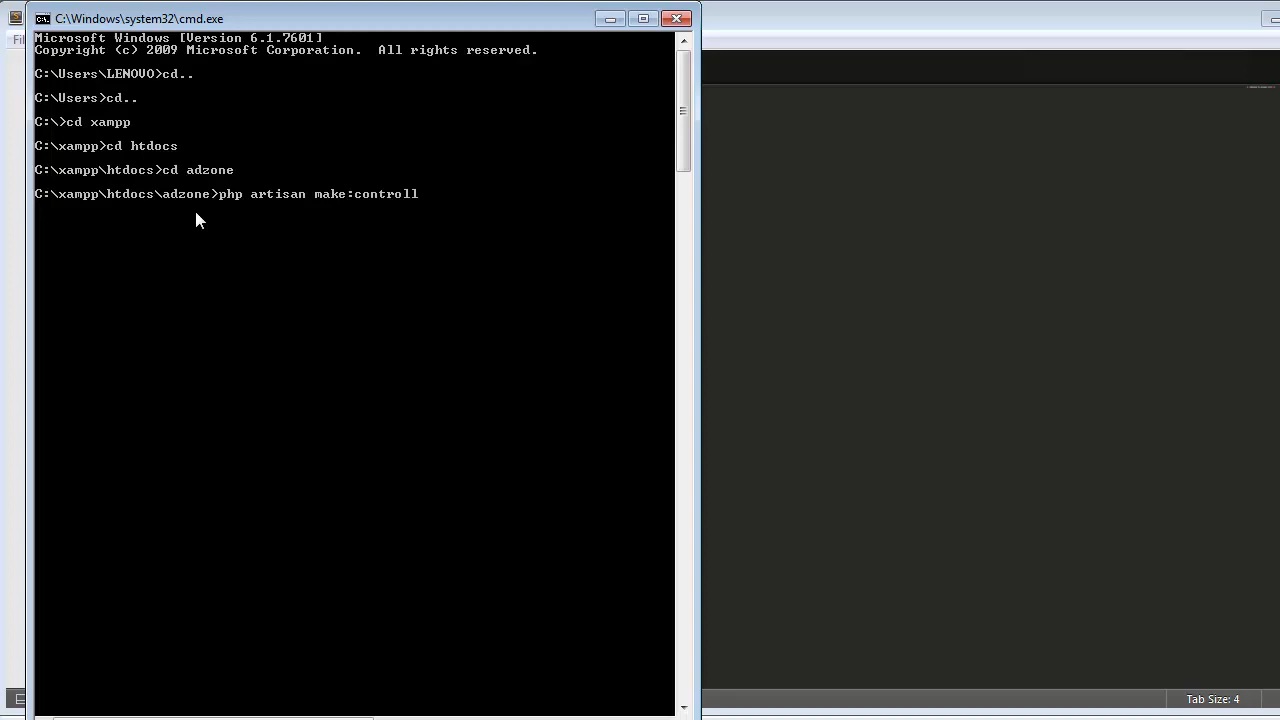 C:\Windows\system32\cmd.exe
Fil
Microsoft Windows [Version 6.1.7601]
Copyright (c) 2009 Microsoft Corporation.  All rights reserved.
C:\Users\LENOVO>cd..
C:\Users>cd..
C:\>cd xampp
C:\xampp>cd htdocs
C:\xampp\htdocs>cd adzone
C:\xampp\htdocs\adzone>php artisan make:controll
Tab Size: 4